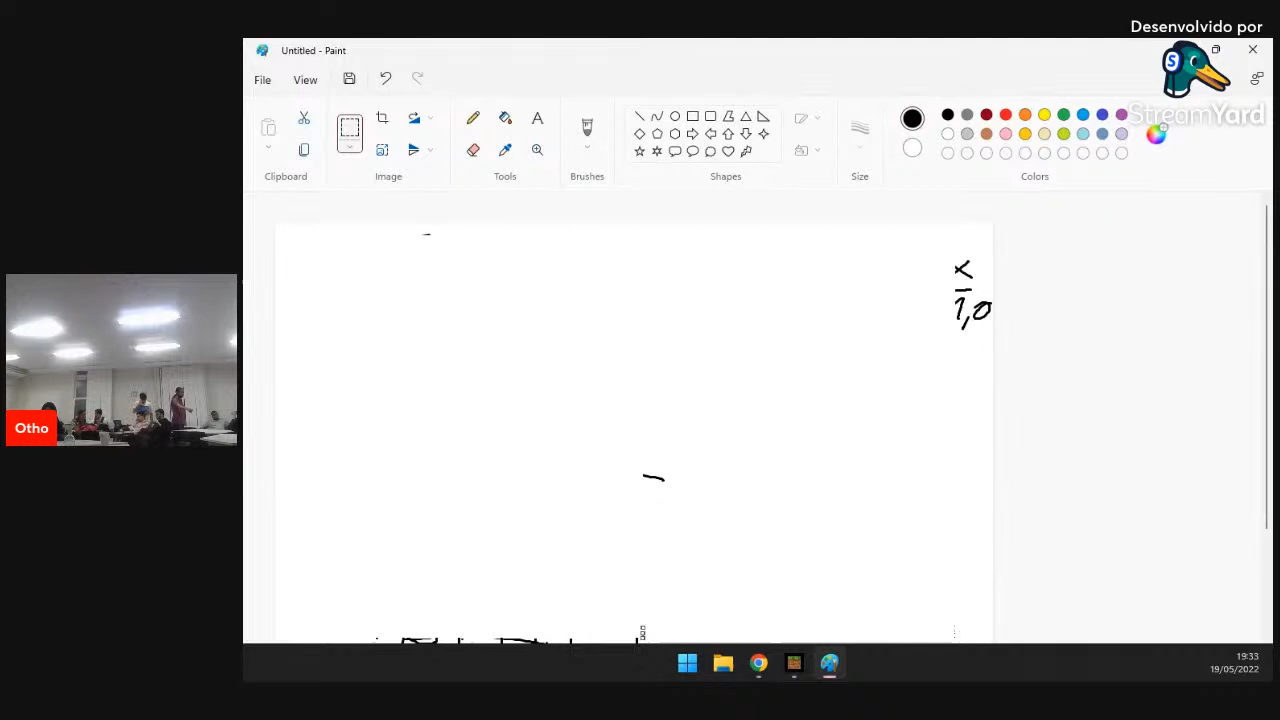 Desenvolvido por
StreamYard
S
Untitled - Paint
File
View
Clipboard
Image
Tools
Brushes
Shapes
Size
Colors
x
1,0
Otho
19:33
19/05/2022